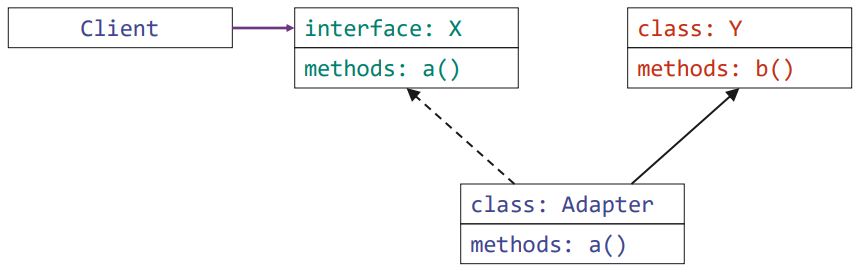 Client
interface: X
methods: a()
class: Y
methods: b()
class: Adapter
methods: a()